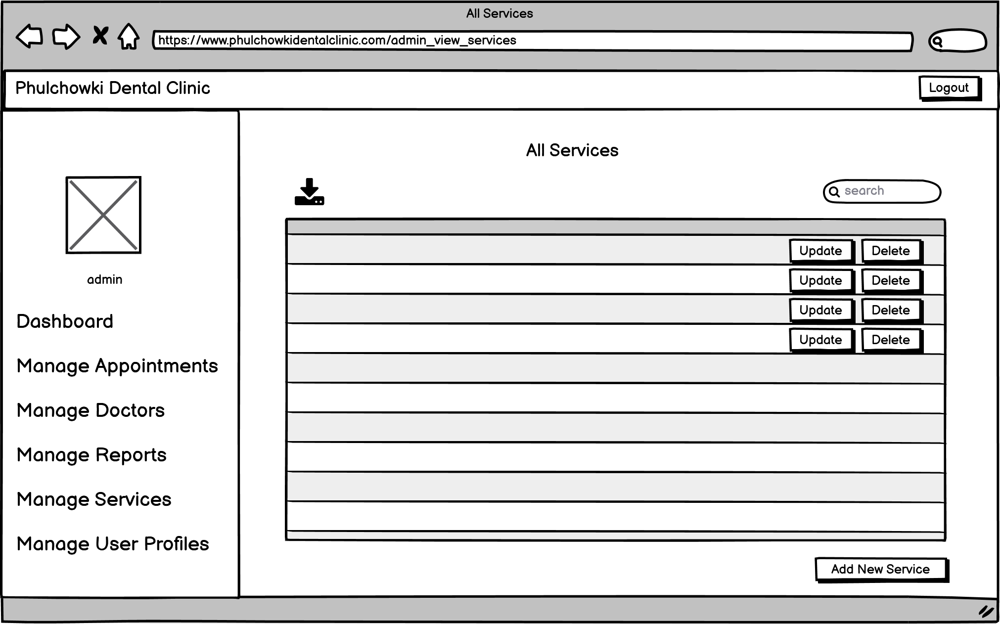 All Services
https://www.phulchowkidentalclinic.com/admin_view_services
Phulchowki Dental Clinic
Logout
All Services
search
admin
Update Delete
Update Delete
Update Delete
Update Delete
Dashboard
Manage Appointments
Manage Doctors
Manage Reports
Manage Services
Manage User Profiles
Add New Service